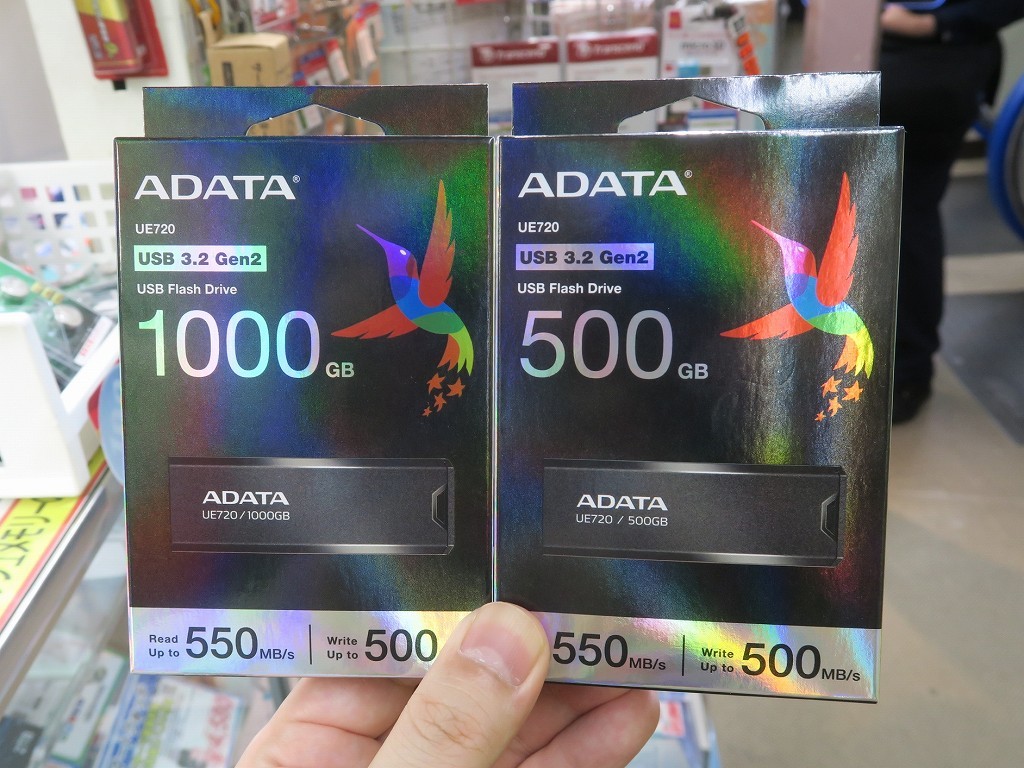 Transcend
Transcend
ADATA®
UE720
USB 3.2 Gen2
USB Flash Drive
1000 GB
ADATA
UE720/1000GB
Read Up to 550 MB/s
Write Up to 500
ADATA®
UE720
USB 3.2 Gen2
USB Flash Drive
500 GB
ADATA
UE720 / 500GB
550 MB/s
Write Up to 500 MB/s